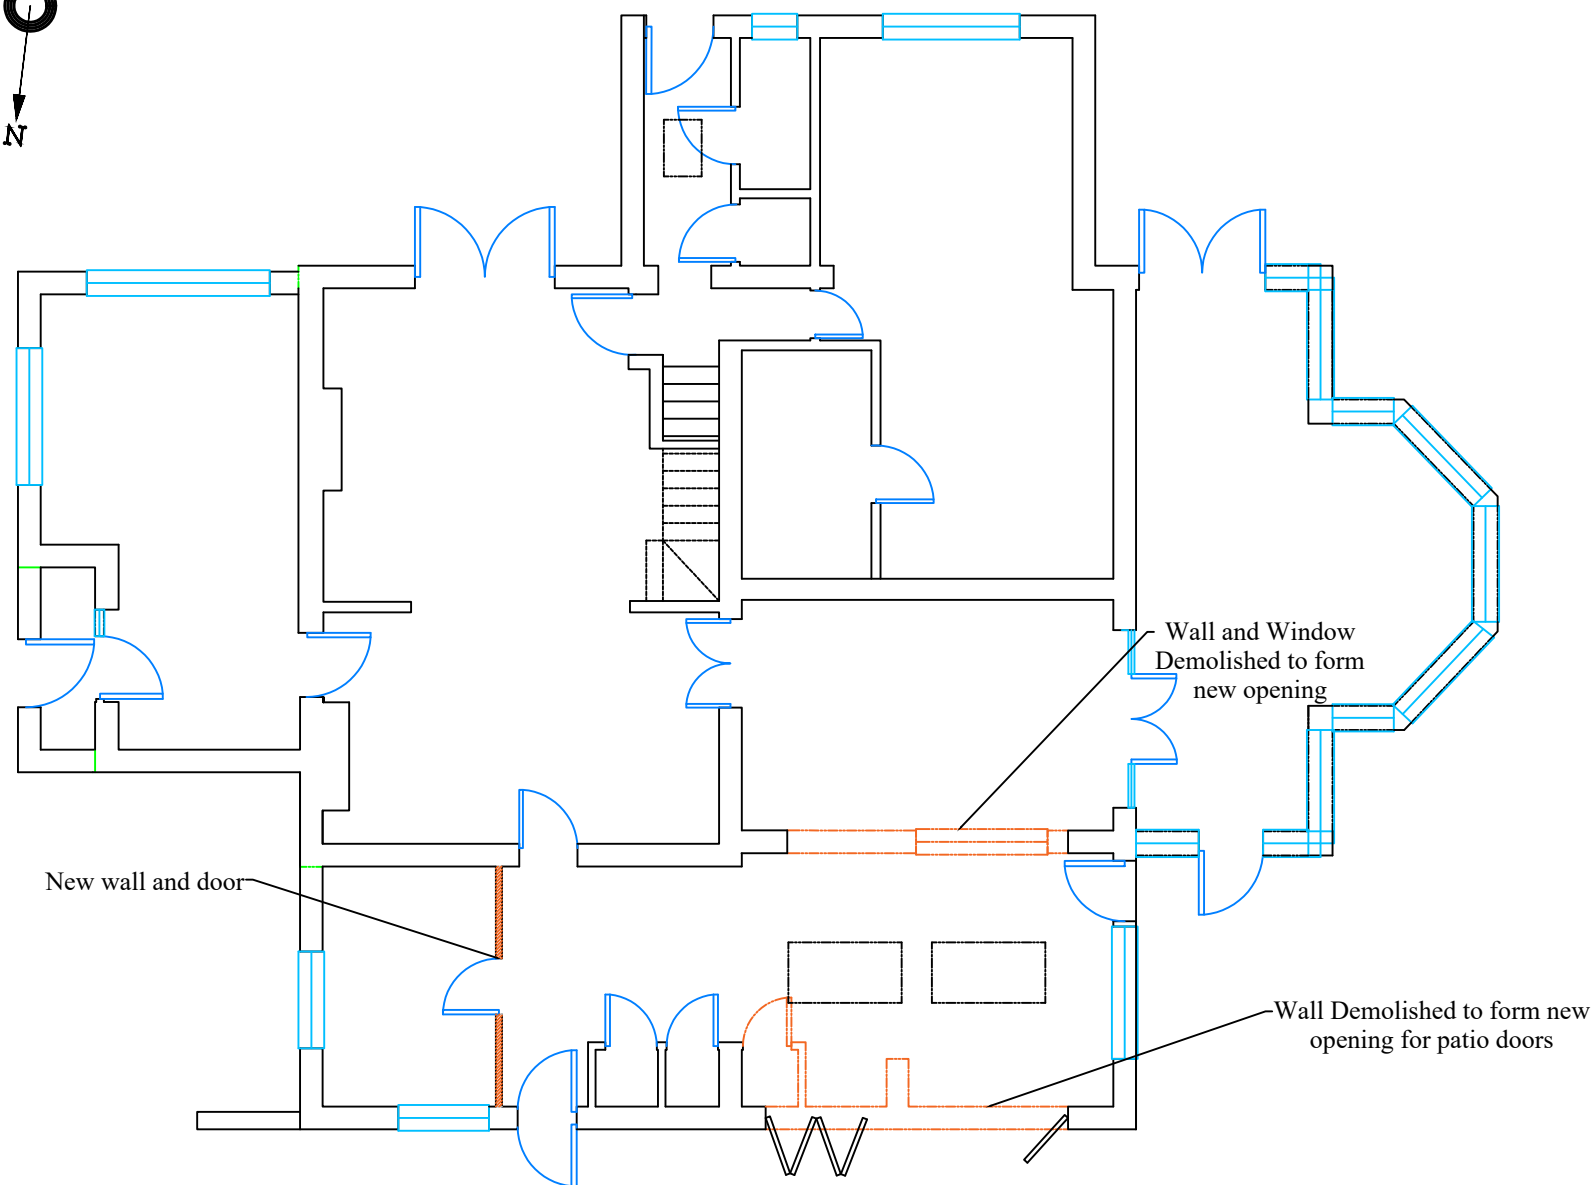 N
Wall and Window
Demolished to form
new opening
New wall and door
Wall Demolished to form new
opening for patio doors